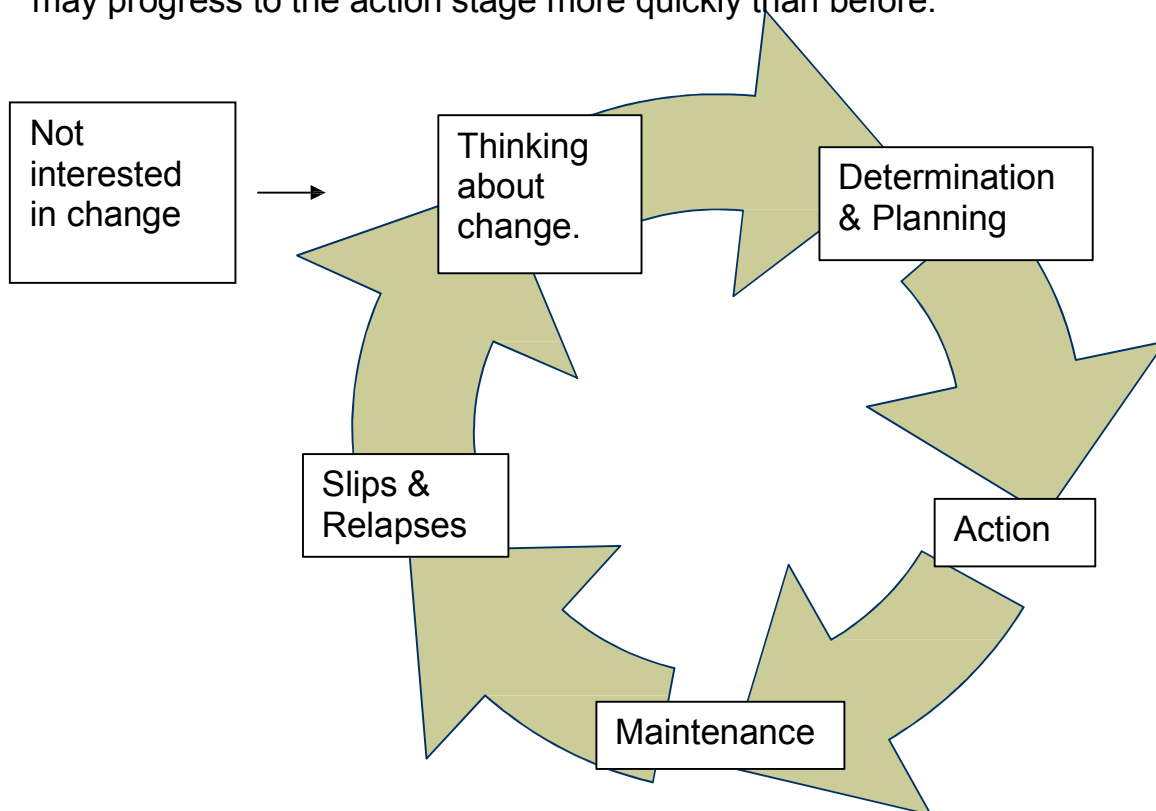 may progress to the action stage more quickly than before.
Not
interested
in change
Thinking
about
change.
Determination
& Planning
Action
Maintenance
Slips &
Relapses